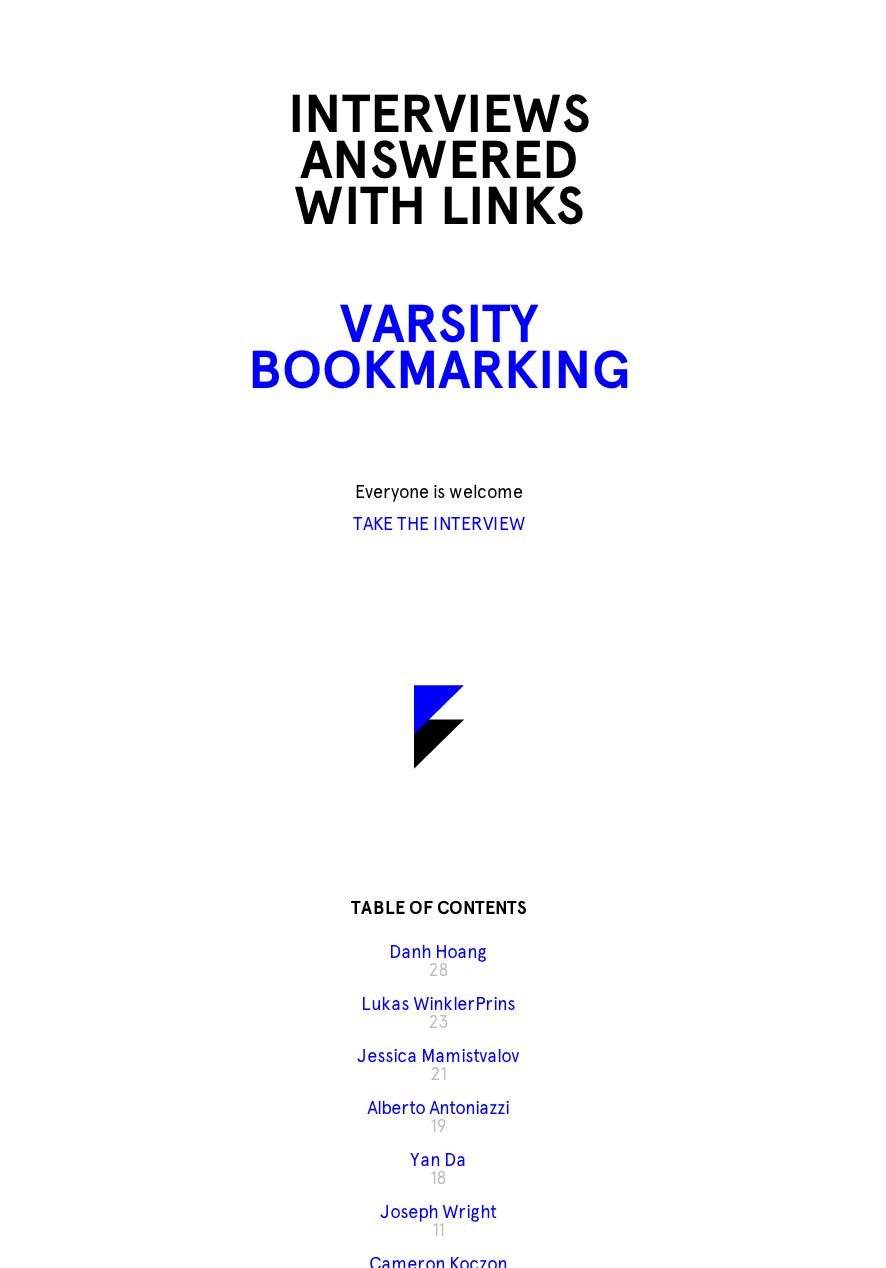 INTERVIEWS
ANSWERED
WITH LINKS
VARSITY
BOOKMARKING
Everyone is welcome
TAKE THE INTERVIEW
TABLE OF CONTENTS
Danh Hoang
28
Lukas WinklerPrins
23
Jessica Mamistvalov
21
Alberto Antoniazzi
19
Yan Da
18
Joseph Wright
11
Cameron Koczon